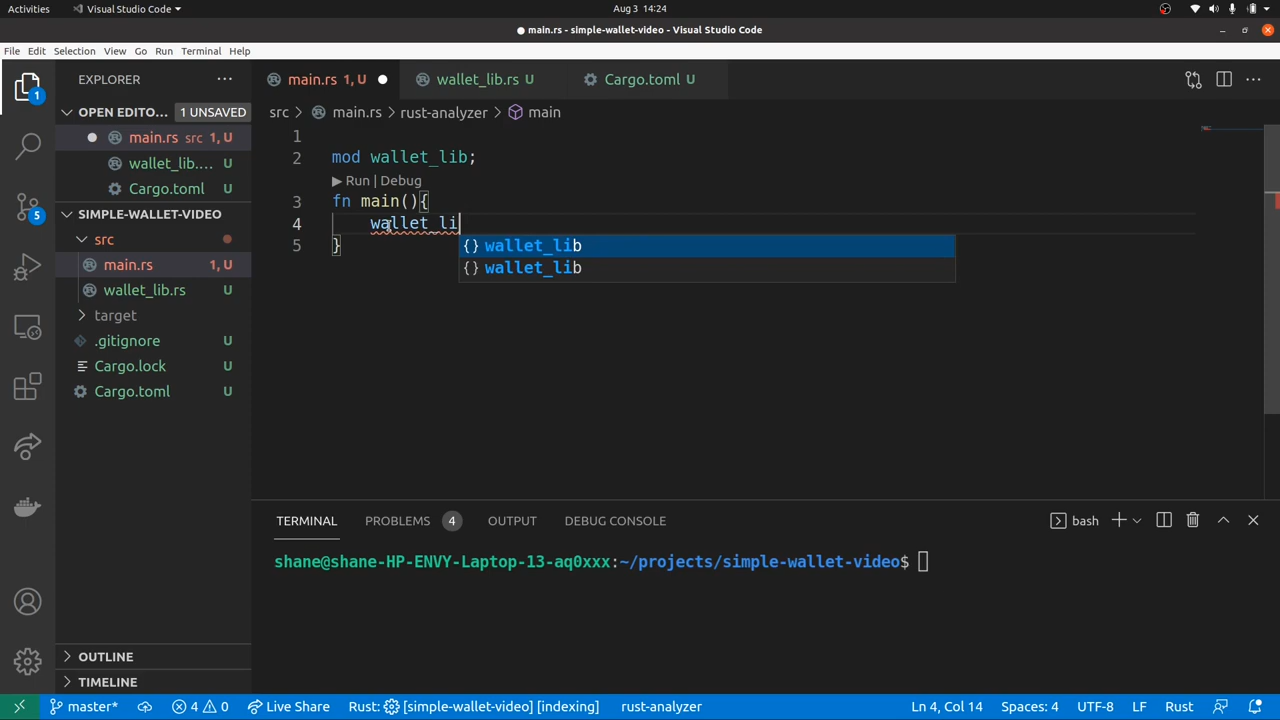 Activities
Visual Studio Code
Aug 3 14:24
main.rs - simple-wallet-video - Visual Studio Code
File Edit Selection View Go Run Terminal Help
EXPLORER
main.rs 1, U
wallet_lib.rs U
Cargo.toml U
OPEN EDITO... 1 UNSAVED
main.rs src 1, U
wallet_lib.... U
Cargo.toml U
SIMPLE-WALLET-VIDEO
src
main.rs 1, U
wallet_lib.rs U
target
.gitignore U
Cargo.lock U
Cargo.toml U
OUTLINE
TIMELINE
1
5
src > main.rs > rust-analyzer > main
1
2 mod wallet_lib;
Run | Debug
3 fn main(){
4 wallet_li
5 }
{} wallet_lib
{} wallet_lib
TERMINAL PROBLEMS 4 OUTPUT DEBUG CONSOLE
bash
shane@shane-HP-ENVY-Laptop-13-aq0xxx:~/projects/simple-wallet-video$
master* 4 0 Live Share Rust: [simple-wallet-video] [indexing] rust-analyzer Ln 4, Col 14 Spaces: 4 UTF-8 LF Rust